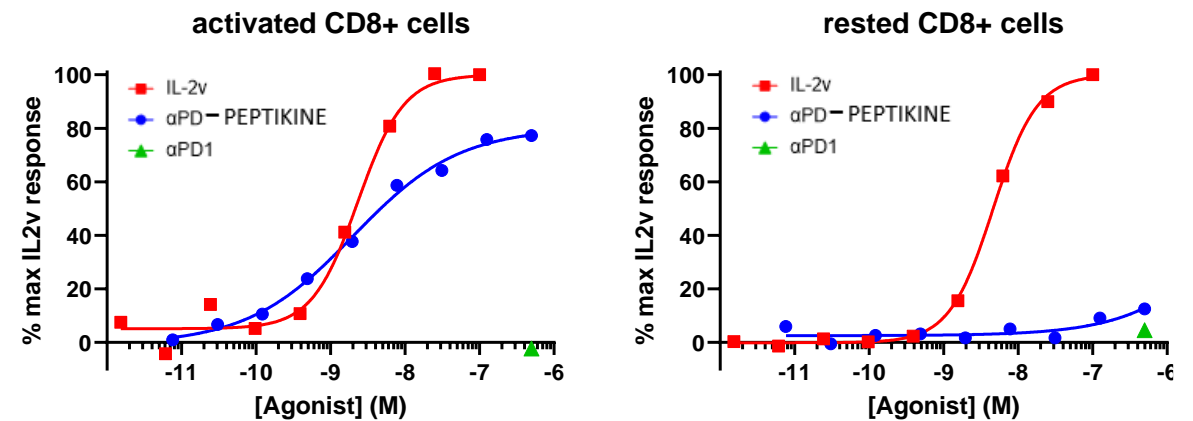 activated CD8+ cells
% max IL2v response
100
80
60
40
20
0
IL-2v
αPD−PEPTIKINE
αPD1
-11 -10 -9 -8 -7 -6
[Agonist] (M)
rested CD8+ cells
% max IL2v response
100
80
60
40
20
0
IL-2v
αPD−PEPTIKINE
αPD1
-11 -10 -9 -8 -7 -6
[Agonist] (M)